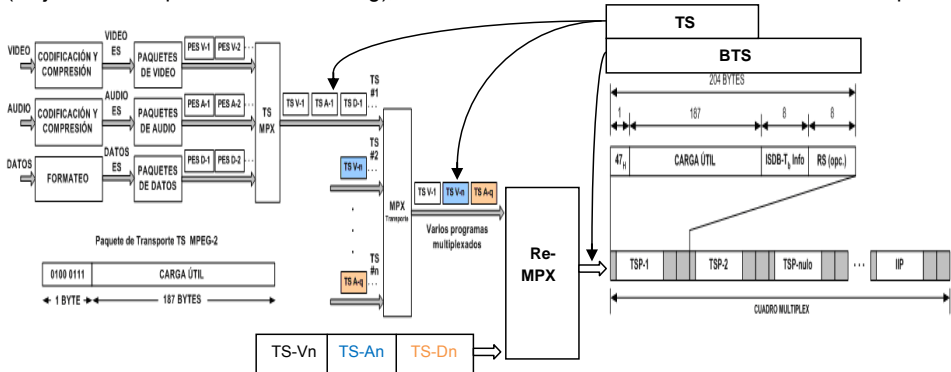 VIDEO
CODIFICACIÓN Y
COMPRESIÓN
VIDEO
ES
PAQUETES
DE VIDEO
PES V-1 PES V-2 ...
AUDIO
CODIFICACIÓN Y
COMPRESIÓN
AUDIO
ES
PAQUETES
DE AUDIO
PES A-1 PES A-2 ...
DATOS
FORMATEO
DATOS
ES
PAQUETES
DE DATOS
PES D-1 PES D-2 ...
TS
MPX
TS V-1 TS A-1 TS D-1 ...
TS
#1
TS
#2
TS V-n ...
TS
#n
TS A-q ...
MPX
Transporte
TS V-1 TS V-n TS A-q
Varios programas
multiplexados
Paquete de Transporte TS MPEG-2
0100 0111 CARGA ÚTIL
1 BYTE 187 BYTES
TS-Vn TS-An TS-Dn
Re-
MPX
TS
BTS
204 BYTES
1 187 8 8
47H CARGA ÚTIL ISDB-Tb Info RS (opc.)
TSP-1 TSP-2 TSP-nulo ... IIP
CUADRO MULTIPLEX